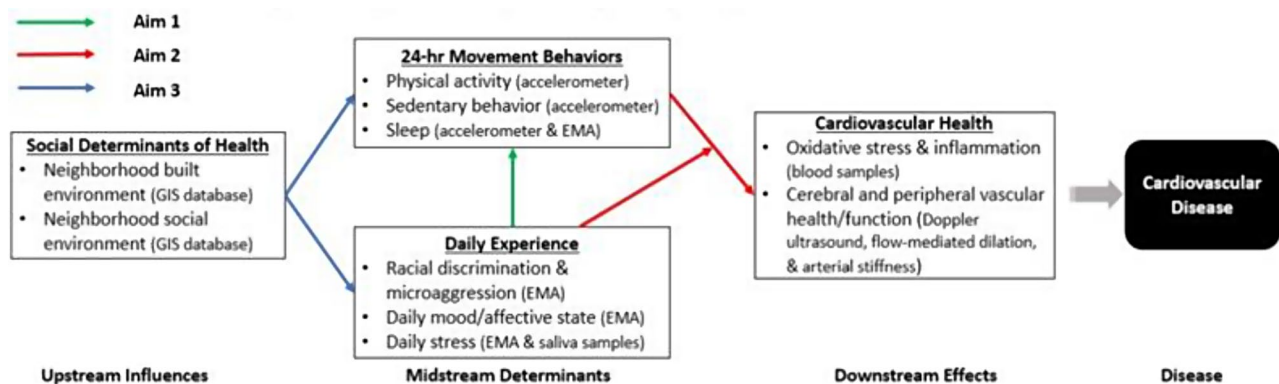 Aim 1
Aim 2
Aim 3
Social Determinants of Health
• Neighborhood built
environment (GIS database)
• Neighborhood social
environment (GIS database)
24-hr Movement Behaviors
• Physical activity (accelerometer)
• Sedentary behavior (accelerometer)
• Sleep (accelerometer & EMA)
Daily Experience
• Racial discrimination &
microaggression (EMA)
• Daily mood/affective state (EMA)
• Daily stress (EMA & saliva samples)
Cardiovascular Health
• Oxidative stress & inflammation
(blood samples)
• Cerebral and peripheral vascular
health/function (Doppler
ultrasound, flow-mediated dilation,
& arterial stiffness)
Cardiovascular
Disease
Upstream Influences
Midstream Determinants
Downstream Effects
Disease